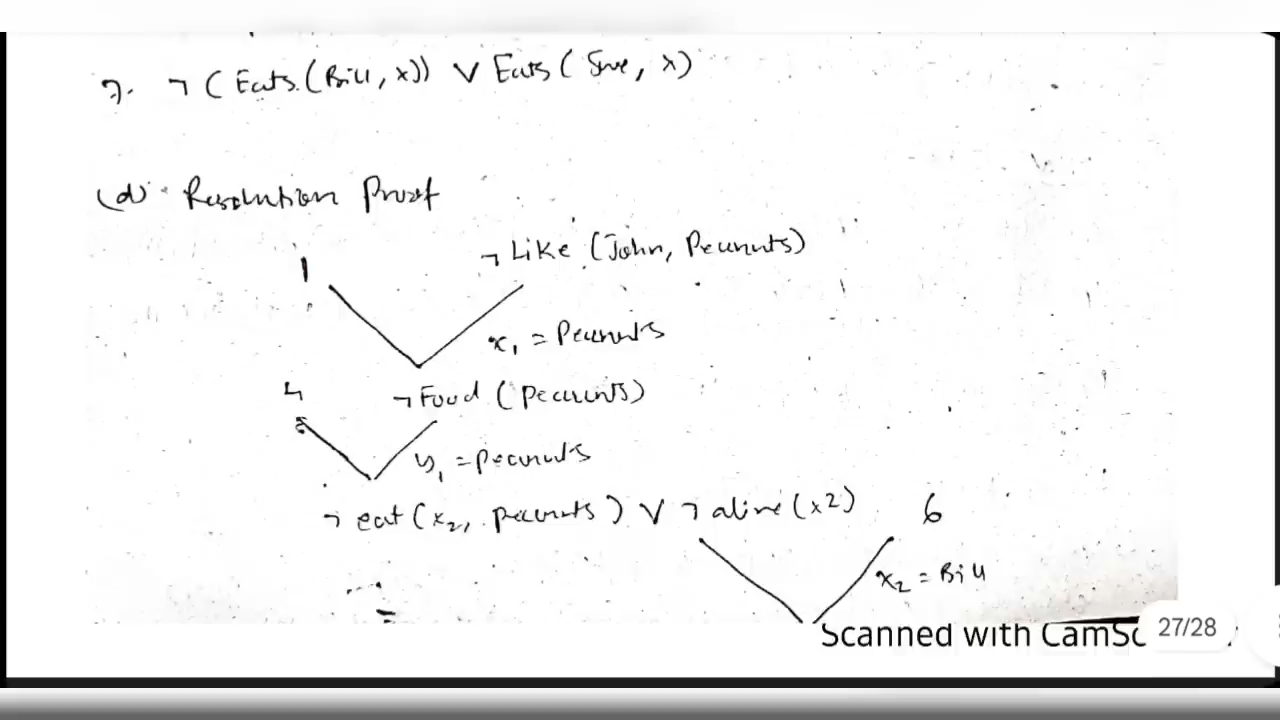 7. ¬ (Eats (Bill, x)) ∨ Eats (Sue, x)
(d) Resolution Proof
1 ¬ Like (John, Peanuts)
x₁ = Peanuts
4 ¬ Food (peanuts)
y₁ = peanuts
¬ eat (x₂, peanuts) ∨ ¬ alive (x2) 6
x₂ = Bill
Scanned with CamSc
27/28